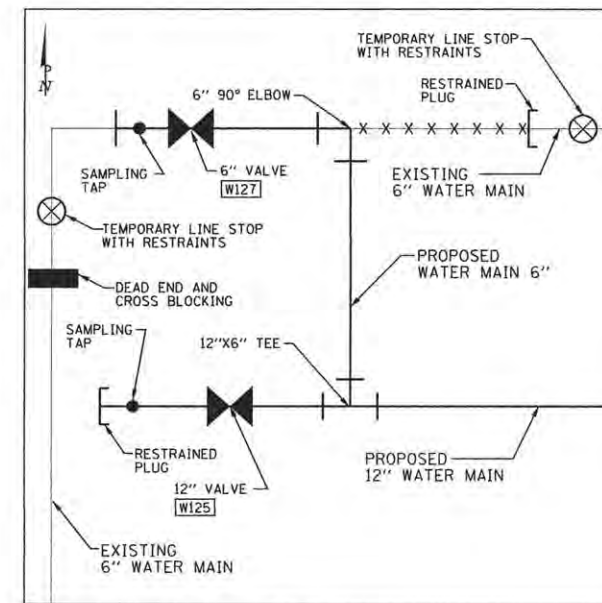 TEMPORARY LINE STOP
WITH RESTRAINTS
P
N
6" 90° ELBOW
RESTRAINED
PLUG
X X X X X X X X
SAMPLING
TAP
6" VALVE
W127
EXISTING
6" WATER MAIN
TEMPORARY LINE STOP
WITH RESTRAINTS
PROPOSED
WATER MAIN 6"
DEAD END AND
CROSS BLOCKING
SAMPLING
TAP
12"X6" TEE
RESTRAINED
PLUG
PROPOSED
12" WATER MAIN
12" VALVE
W125
EXISTING
6" WATER MAIN